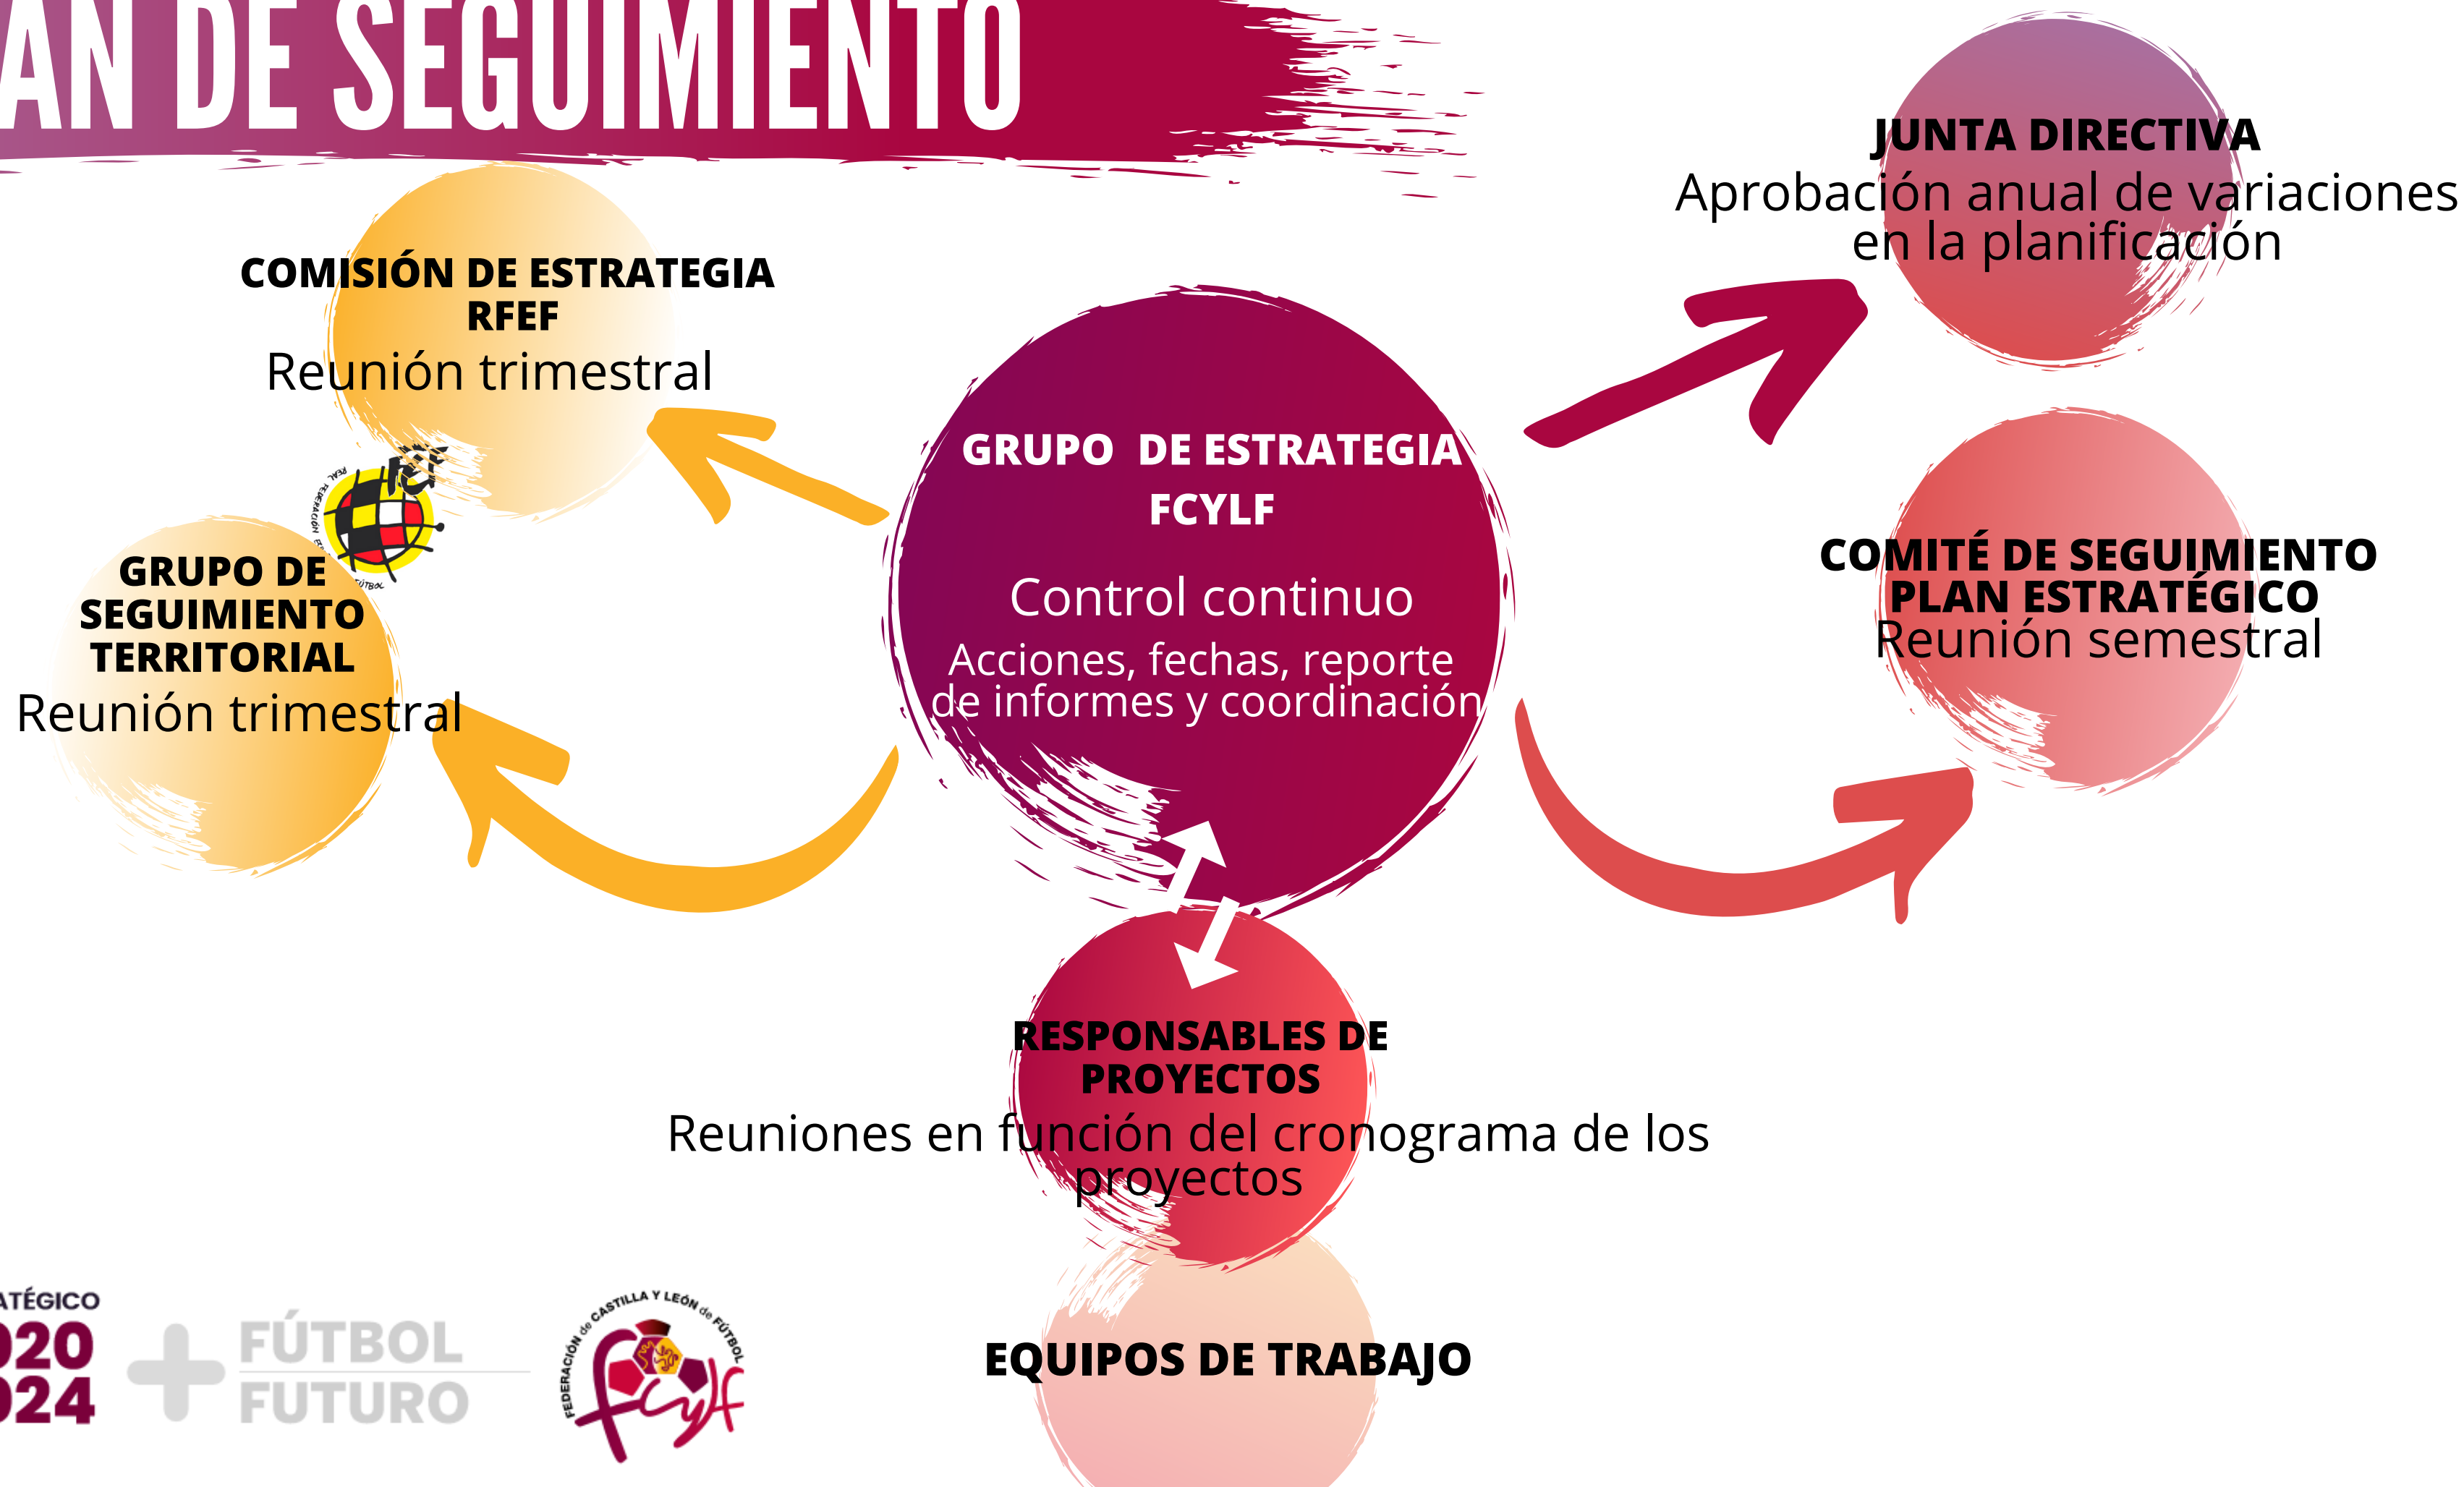 AN DE SEGUIMIENTO
JUNTA DIRECTIVA
Aprobación anual de variaciones
en la planificación
COMISIÓN DE ESTRATEGIA
RFEF
Reunión trimestral
GRUPO DE ESTRATEGIA
FCYLF
Control continuo
Acciones, fechas, reporte
de informes y coordinación
REAL FEDERACIÓN
FÚTBOL
GRUPO DE
SEGUIMIENTO
TERRITORIAL
Reunión trimestral
COMITÉ DE SEGUIMIENTO
PLAN ESTRATÉGICO
Reunión semestral
RESPONSABLES DE
PROYECTOS
Reuniones en función del cronograma de los
proyectos
EQUIPOS DE TRABAJO
ATÉGICO
020
024
+ FÚTBOL
FUTURO
FEDERACIÓN de CASTILLA Y LEÓN de FÚTBOL
fcylf